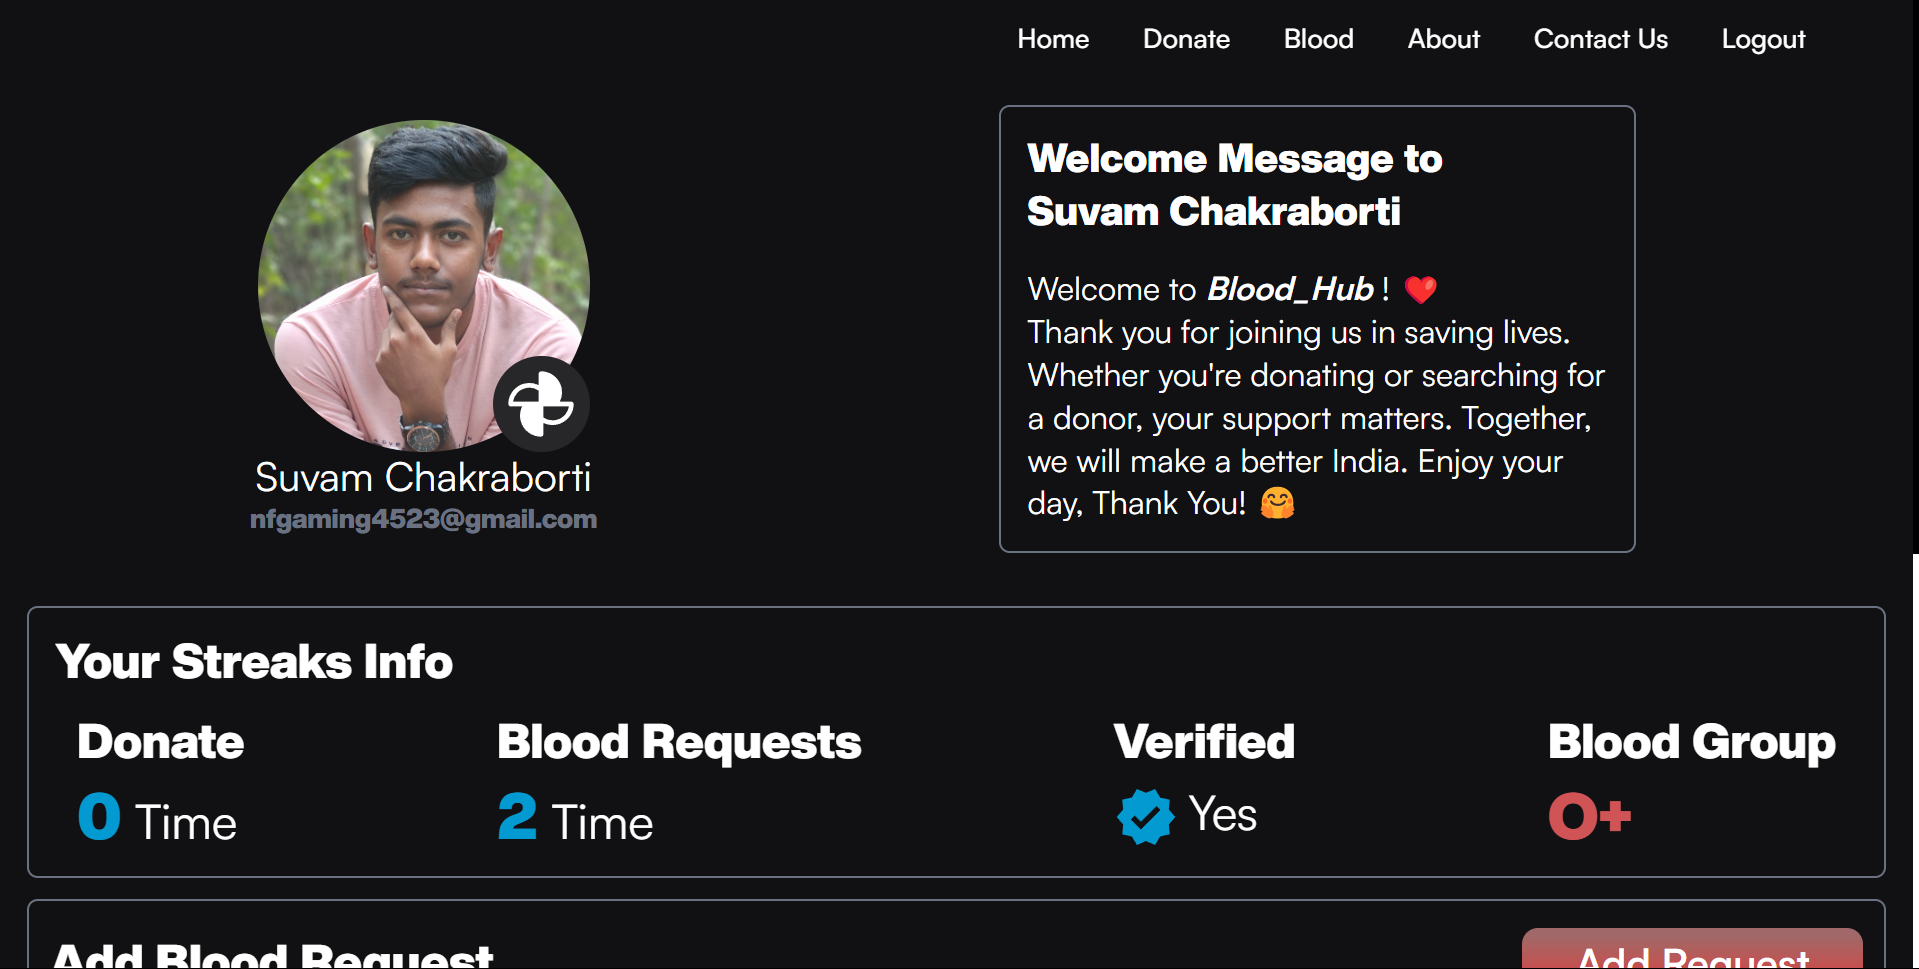 Home Donate Blood About Contact Us Logout
Welcome Message to
Suvam Chakraborti
Welcome to Blood_Hub ! ❤️
Thank you for joining us in saving lives.
Whether you're donating or searching for
a donor, your support matters. Together,
we will make a better India. Enjoy your
day, Thank You! 🤗
Suvam Chakraborti
nfgaming4523@gmail.com
Your Streaks Info
Donate Blood Requests Verified Blood Group
0 Time 2 Time Yes O+
Add Blood Request Add Request